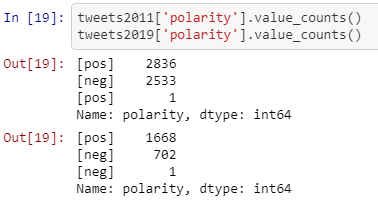 In [19]: tweets2011['polarity'].value_counts()
tweets2019['polarity'].value_counts()
Out[19]: [pos]    2836
[neg]    2533
[pos]       1
Name: polarity, dtype: int64
Out[19]: [pos]    1668
[neg]     702
[neg]       1
Name: polarity, dtype: int64